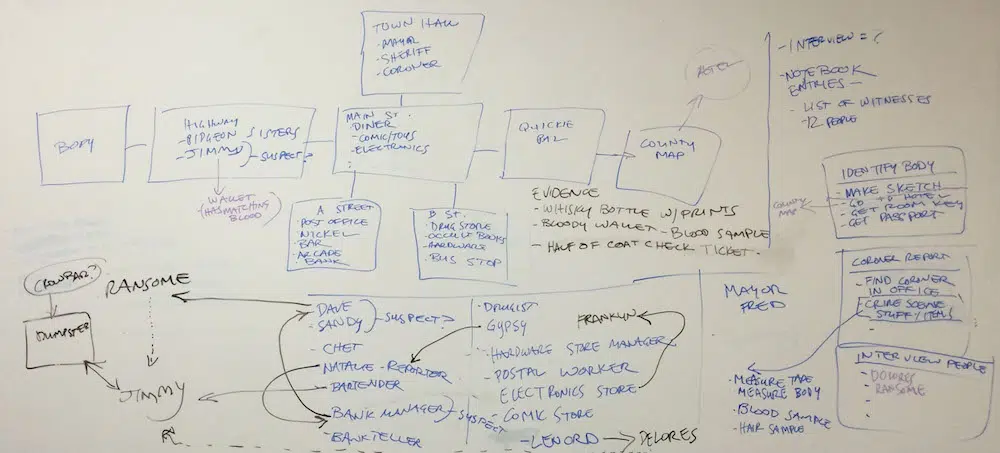 TOWN HALL
-MAYOR
-SHERIFF
-CORONER
BODY
HIGHWAY
-PIDGEON SISTERS
-JIMMY
SUSPECT?
WALLET
(HAS MATCHING
BLOOD)
MAIN ST.
-DINER
-COMIC/TOYS
-ELECTRONICS
QUICKIE
PAL
COUNTY
MAP
HOTEL
A STREET
-POST OFFICE
-NICKEL
-BAR
-ARCADE
-BANK
B ST.
-DRUG STORE
-OCCULT BOOKS
-HARDWARE
-BUS STOP
EVIDENCE
-WHISKY BOTTLE W/PRINTS
-BLOODY WALLET - BLOOD SAMPLE
-HALF OF COAT CHECK TICKET.
-INTERVIEW = ?
-NOTEBOOK
ENTRIES -
-LIST OF WITNESSES
-12 PEOPLE
IDENTIFY BODY
MAKE SKETCH
-GO TO HOTEL
-GET ROOM KEY
-GET PASSPORT
COUNTY
MAP
CORONER REPORT
-FIND CORONER
IN OFFICE
-CRIME SCENE
STUFF/ITEMS
INTERVIEW PEOPLE
-DOLORES
-RANSOME
CROWBAR?
DUMPSTER
RANSOME
JIMMY
-DAVE
-SANDY
SUSPECT?
-CHET
-NATALIE - REPORTER
-BARTENDER
-BANK MANAGER
SUSPECT
-BANK TELLER
-DRUGIST
-GYPSY
FRANKLIN
-HARDWARE STORE MANAGER
-POSTAL WORKER
ELECTRONICS STORE
-COMIC STORE
-LENORD
DELORES
MAYOR
FRED
-MEASURE TAPE
MEASURE BODY
-BLOOD SAMPLE
-HAIR SAMPLE